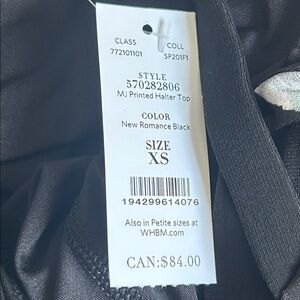 CLASS COLL
772101101 SP201F1
STYLE
570282806
MJ Printed Halter Top
COLOR
New Romance Black
SIZE
XS
194299614076
Also in Petite sizes at
WHBM.com
CAN:$84.00